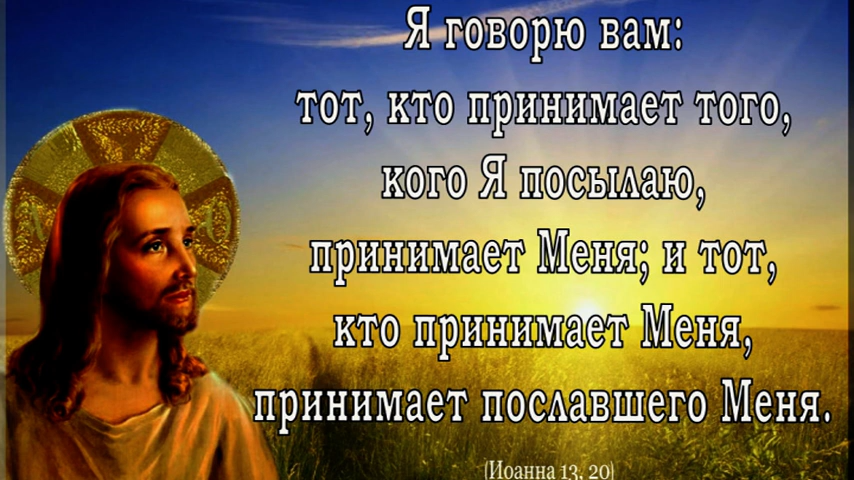 Я говорю вам:
тот, кто принимает того,
кого Я посылаю,
принимает Меня; и тот,
кто принимает Меня,
принимает пославшего Меня.
(Иоанна 13, 20)